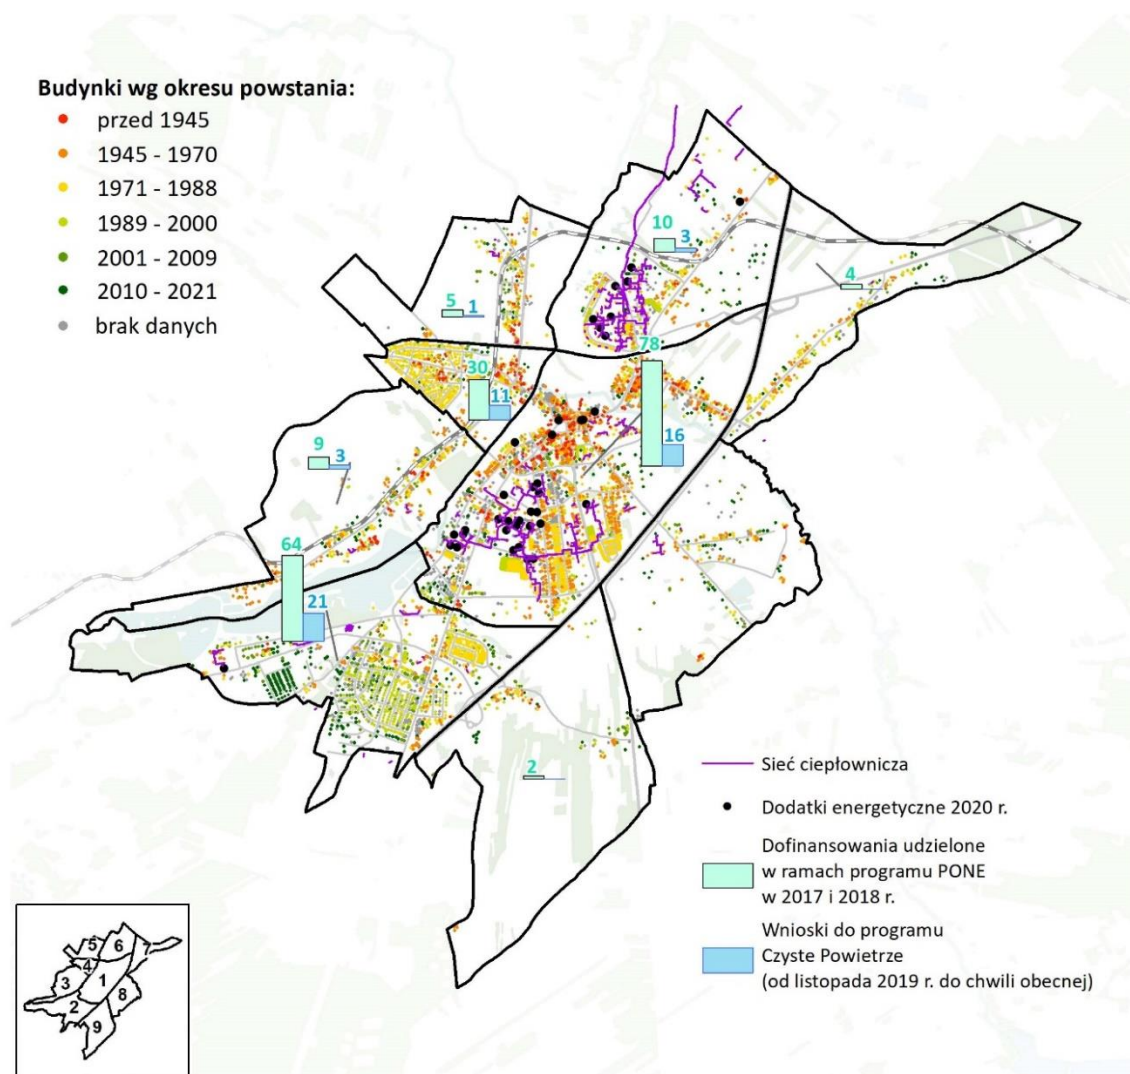 Budynki wg okresu powstania:
przed 1945
1945 - 1970
1971 - 1988
1989 - 2000
2001 - 2009
2010 - 2021
brak danych
10
3
4
5
1
78
30
11
16
9
3
64
21
2
Sieć ciepłownicza
Dodatki energetyczne 2020 r.
Dofinansowania udzielone
w ramach programu PONE
w 2017 i 2018 r.
Wnioski do programu
Czyste Powietrze
(od listopada 2019 r. do chwili obecnej)
5
6
7
4
1
3
8
2
9